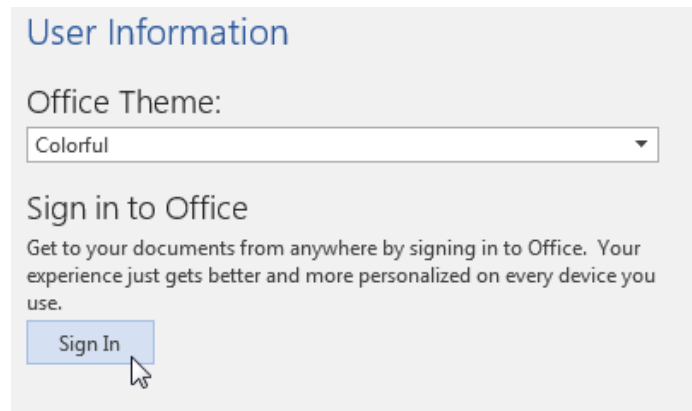 User Information
Office Theme:
Colorful
Sign in to Office
Get to your documents from anywhere by signing in to Office.  Your
experience just gets better and more personalized on every device you
use.
Sign In